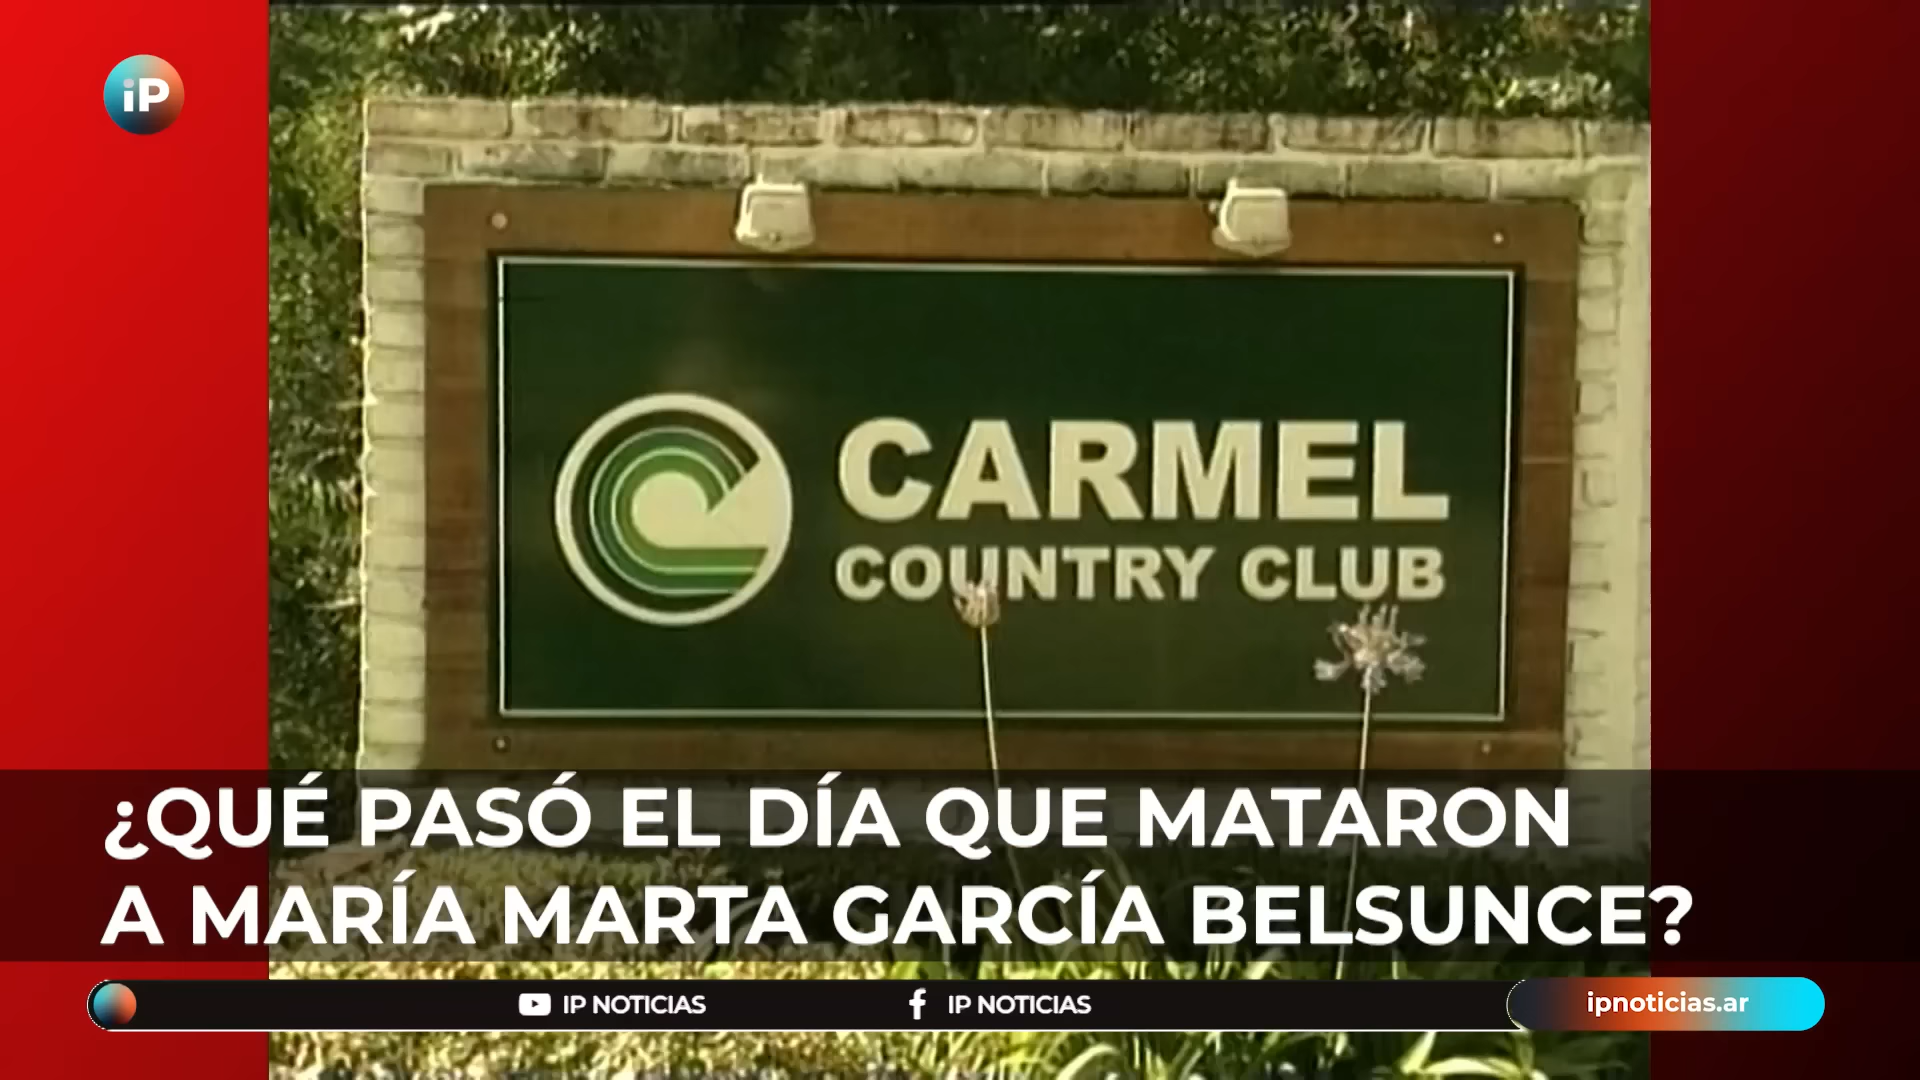 iP
CARMEL
COUNTRY CLUB
¿QUÉ PASÓ EL DÍA QUE MATARON
A MARÍA MARTA GARCÍA BELSUNCE?
IP NOTICIAS
IP NOTICIAS
ipnoticias.ar